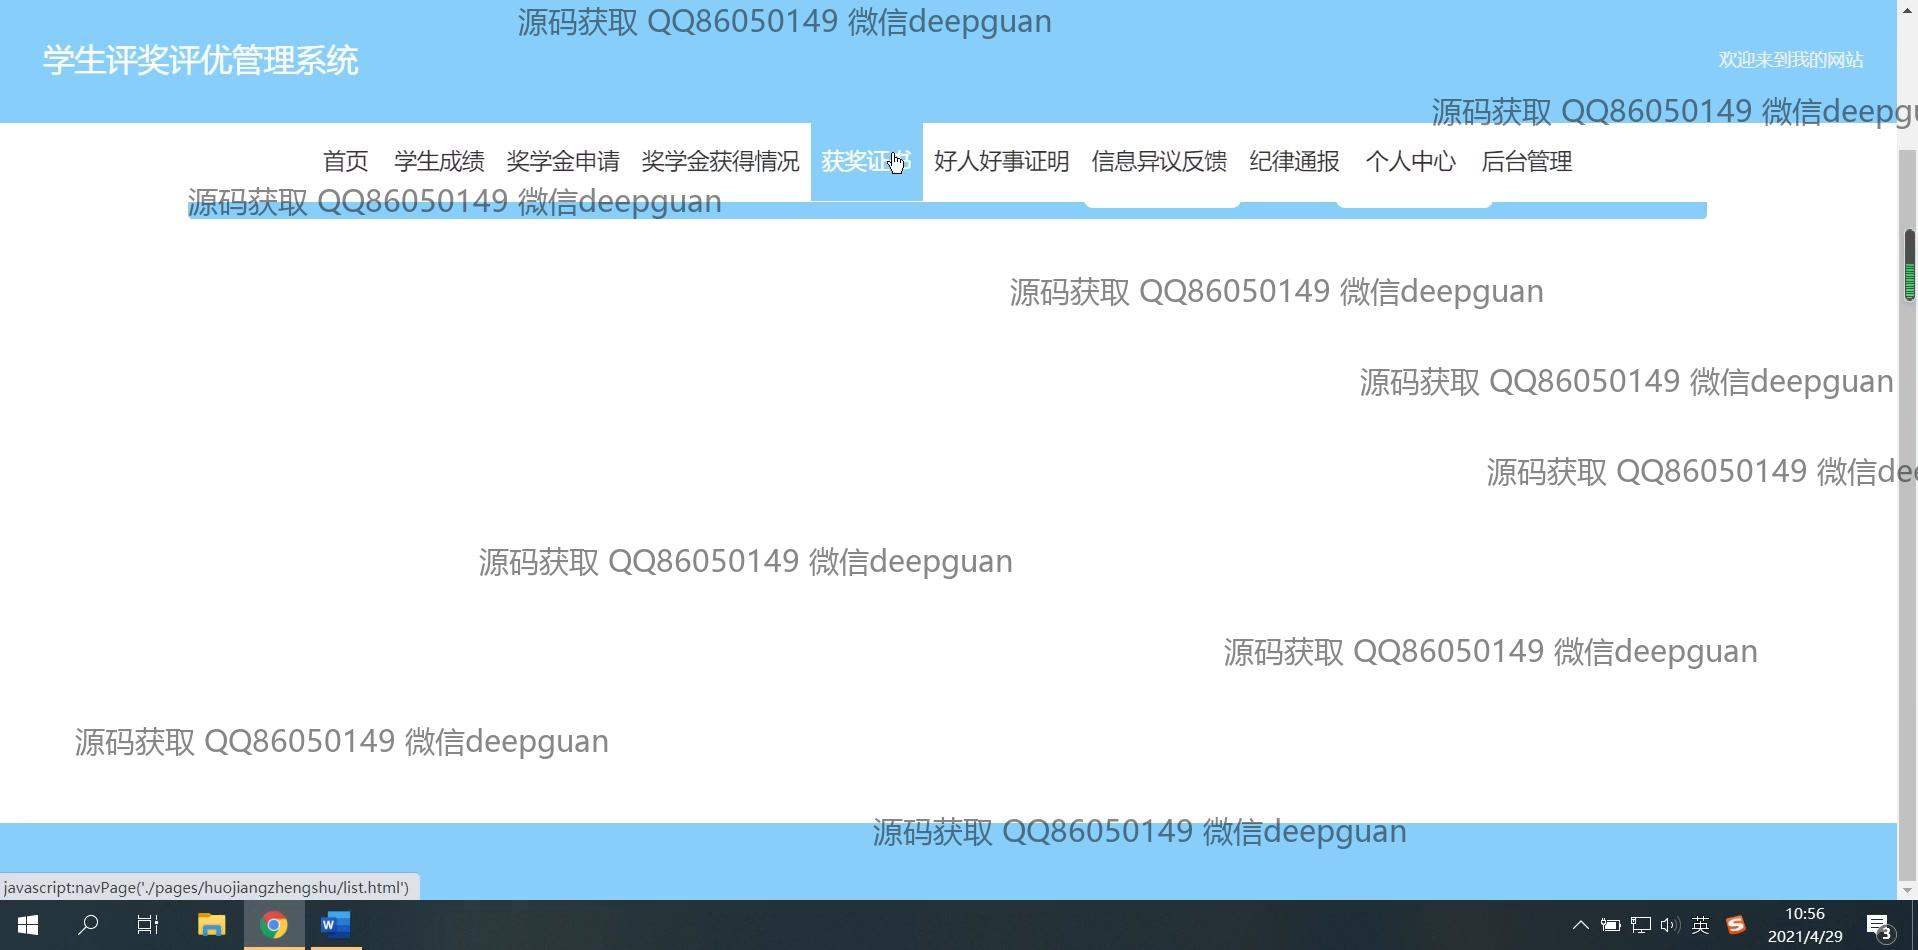 源码获取 QQ86050149 微信deepguan
学生评奖评优管理系统
欢迎来到我的网站
源码获取 QQ86050149 微信deepgu
首页 学生成绩 奖学金申请 奖学金获得情况 获奖证书 好人好事证明 信息异议反馈 纪律通报 个人中心 后台管理
源码获取 QQ86050149 微信deepguan
源码获取 QQ86050149 微信deepguan
源码获取 QQ86050149 微信deepguan
源码获取 QQ86050149 微信dee
源码获取 QQ86050149 微信deepguan
源码获取 QQ86050149 微信deepguan
源码获取 QQ86050149 微信deepguan
源码获取 QQ86050149 微信deepguan
javascript:navPage('./pages/huojiangzhengshu/list.html')
英
10:56
2021/4/29
3